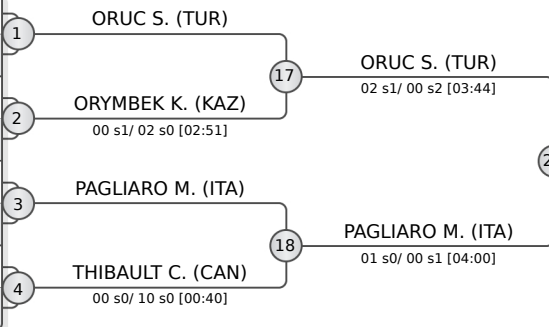 ORUC S. (TUR)
1
17
ORUC S. (TUR)
02 s1/ 00 s2 [03:44]
ORYMBEK K. (KAZ)
2
00 s1/ 02 s0 [02:51]
PAGLIARO M. (ITA)
3
18
PAGLIARO M. (ITA)
01 s0/ 00 s1 [04:00]
THIBAULT C. (CAN)
4
00 s0/ 10 s0 [00:40]